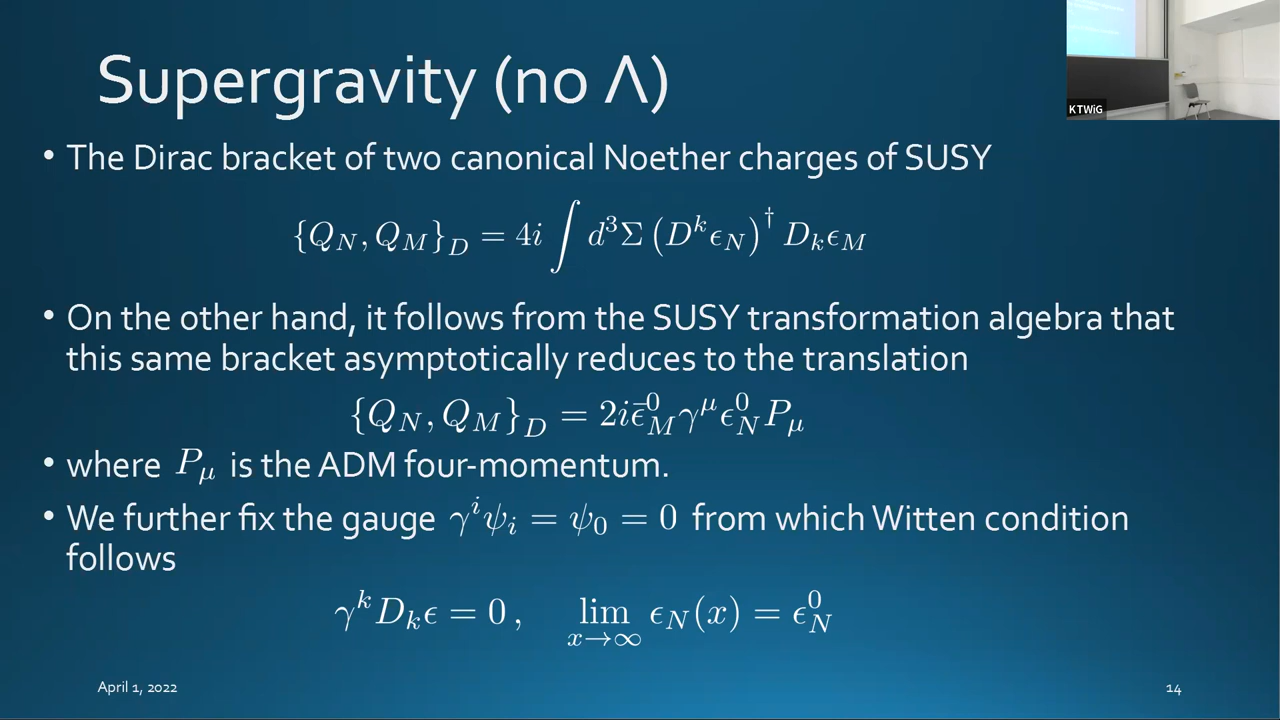 Supergravity (no Λ)
KTWiG
• The Dirac bracket of two canonical Noether charges of SUSY
{Q_N, Q_M}_D = 4i ∫ d³Σ (D^k ϵ_N)^† D_k ϵ_M
• On the other hand, it follows from the SUSY transformation algebra that
this same bracket asymptotically reduces to the translation
{Q_N, Q_M}_D = 2i ϵ̄^0_M γ^μ ϵ^0_N P_μ
• where P_μ is the ADM four-momentum.
• We further fix the gauge γ^i ψ_i = ψ_0 = 0 from which Witten condition
follows
γ^k D_k ϵ = 0 , lim_{x→∞} ϵ_N(x) = ϵ^0_N
April 1, 2022
14